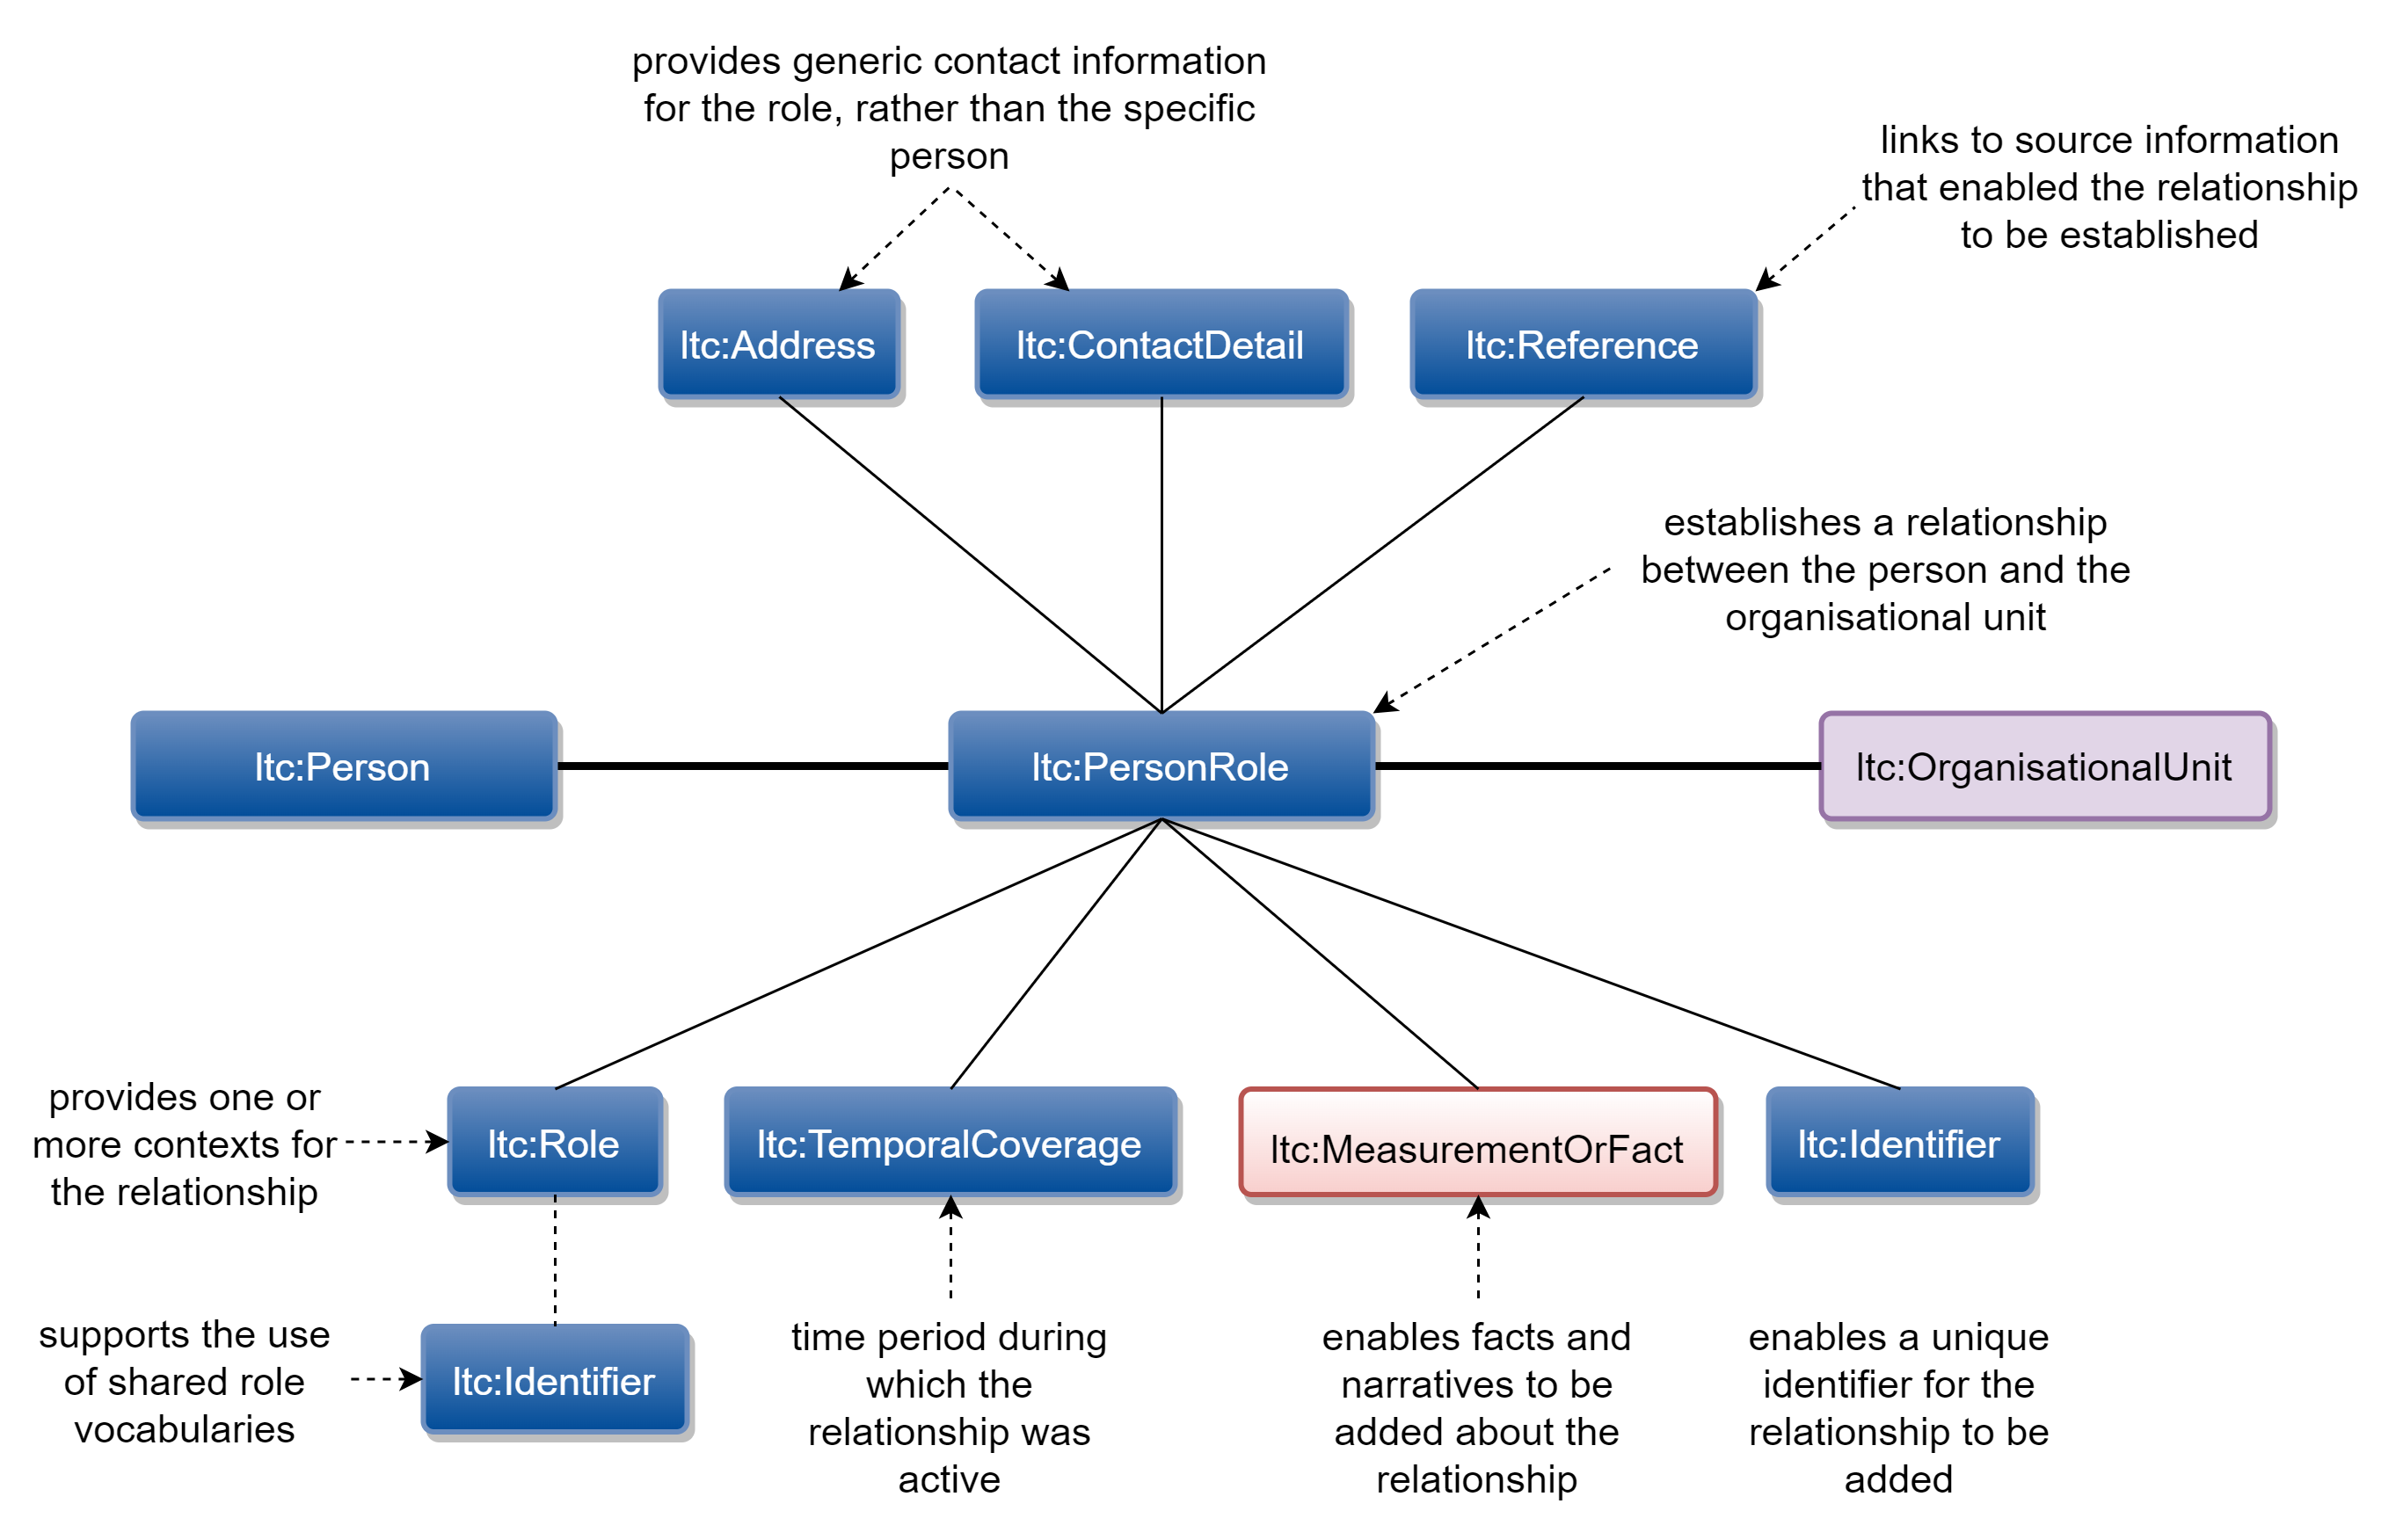 provides generic contact information
for the role, rather than the specific
person
links to source information
that enabled the relationship
to be established
ltc:Address
ltc:ContactDetail
ltc:Reference
establishes a relationship
between the person and the
organisational unit
ltc:Person
ltc:PersonRole
ltc:OrganisationalUnit
provides one or
more contexts for
the relationship
ltc:Role
ltc:TemporalCoverage
ltc:MeasurementOrFact
ltc:Identifier
supports the use
of shared role
vocabularies
ltc:Identifier
time period during
which the
relationship was
active
enables facts and
narratives to be
added about the
relationship
enables a unique
identifier for the
relationship to be
added